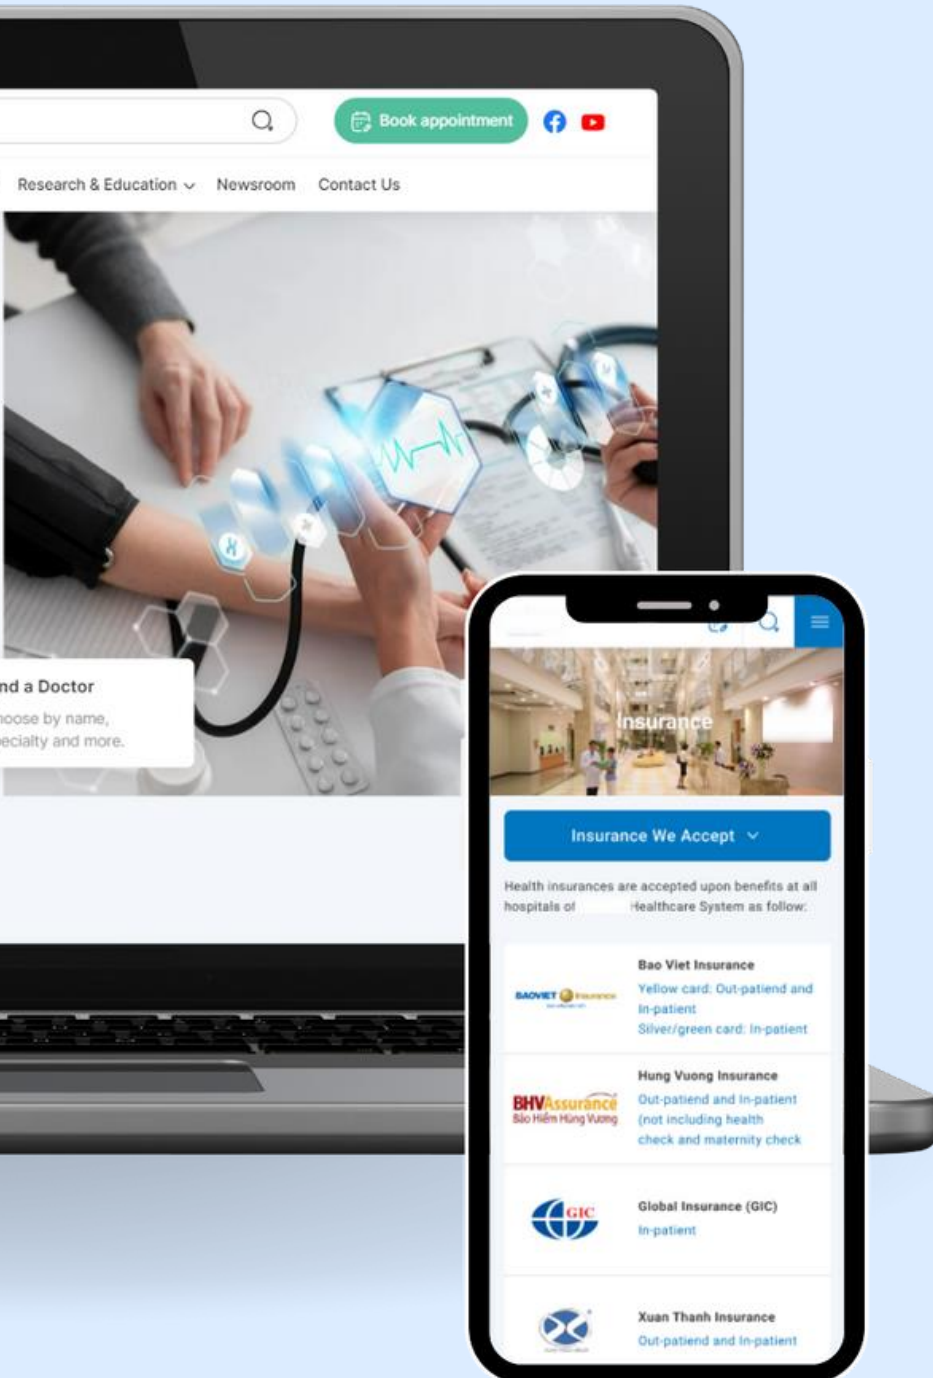 Book appointment
Research & Education
Newsroom
Contact Us
nd a Doctor
hoose by name,
ecialty and more.
Insurance
Insurance We Accept
Health insurances are accepted upon benefits at all
hospitals of Healthcare System as follow:
BAOVIET Insurance
Bao Viet Insurance
Yellow card: Out-patiend and
In-patient
Silver/green card: In-patient
BHVAssurance
Bảo Hiểm Hùng Vương
Hung Vuong Insurance
Out-patiend and In-patient
(not including health
check and maternity check
GIC
Global Insurance (GIC)
In-patient
Xuan Thanh Insurance
Out-patiend and In-patient